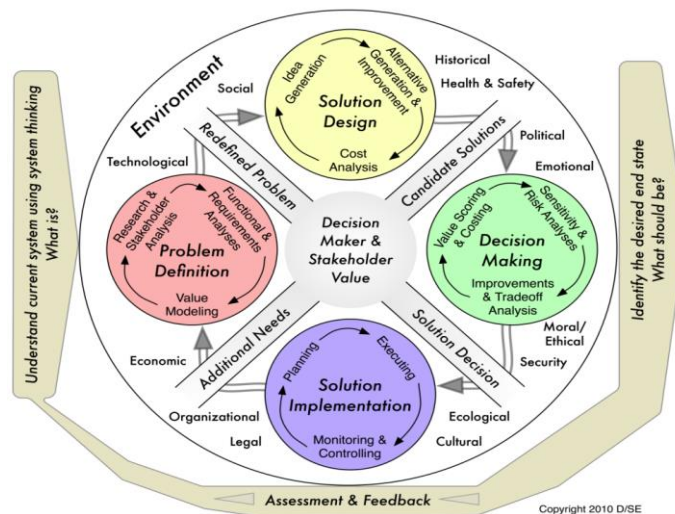 Environment
Historical
Health & Safety
Social
Political
Technological
Emotional
Idea
Generation
Alternative
Generation &
Improvement
Solution
Design
Cost Analysis
Redefined Problem
Candidate Solutions
Research &
Stakeholder
Analysis
Functional &
Requirements
Analyses
Problem
Definition
Value
Modeling
Decision
Maker &
Stakeholder
Value
Value Scoring
& Costing
Sensitivity &
Risk Analyses
Decision
Making
Improvements
& Tradeoff
Analysis
Additional Needs
Solution Decision
Economic
Moral/
Ethical
Security
Planning
Executing
Solution
Implementation
Monitoring &
Controlling
Organizational
Legal
Ecological
Cultural
Understand current system using system thinking
What is?
Identify the desired end state
What should be?
Assessment & Feedback
Copyright 2010 D/SE